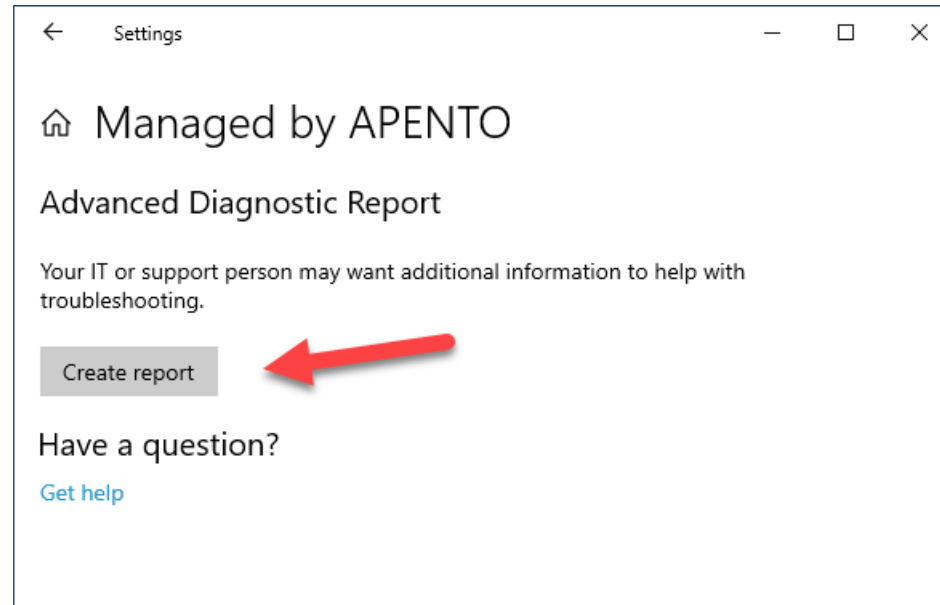 Settings
Managed by APENTO
Advanced Diagnostic Report
Your IT or support person may want additional information to help with
troubleshooting.
Create report
Have a question?
Get help